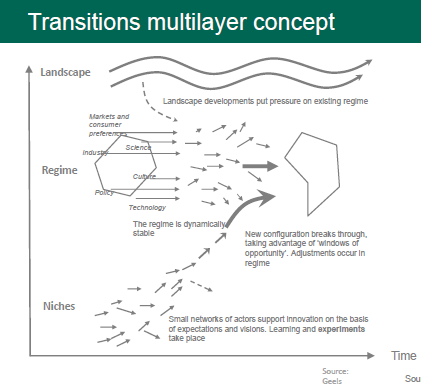 Transitions multilayer concept
Landscape
Landscape developments put pressure on existing regime
Markets and
consumer
preferences
Science
Industry
Regime
Culture
Policy
Technology
The regime is dynamically
stable
New configuration breaks through,
taking advantage of 'windows of
opportunity'. Adjustments occur in
regime
Niches
Small networks of actors support innovation on the basis
of expectations and visions. Learning and experiments
take place
Time
Source:
Geels
Sou